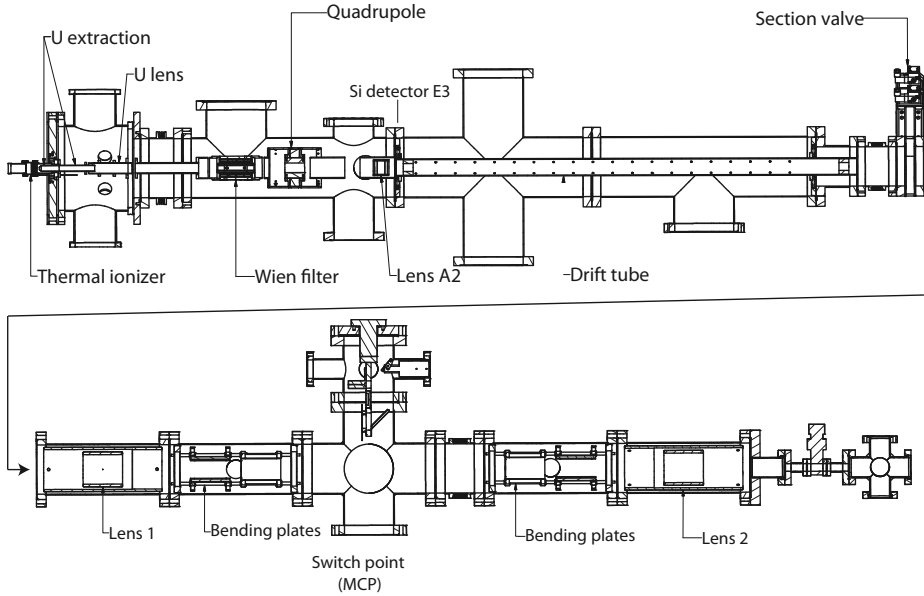 Quadrupole
Section valve
U extraction
U lens
Si detector E3
Thermal ionizer
Wien filter
Lens A2
Drift tube
Lens 1
Bending plates
Switch point
(MCP)
Bending plates
Lens 2